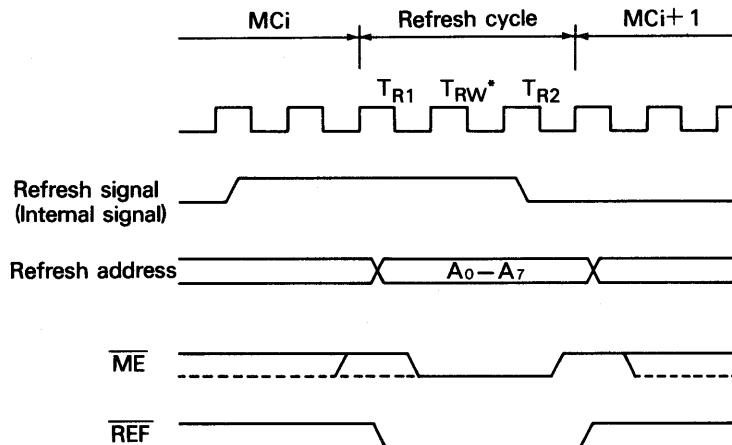 MCi Refresh cycle MCi+1
TR1 TRW* TR2
Refresh signal
(Internal signal)
Refresh address A0–A7
ME
REF